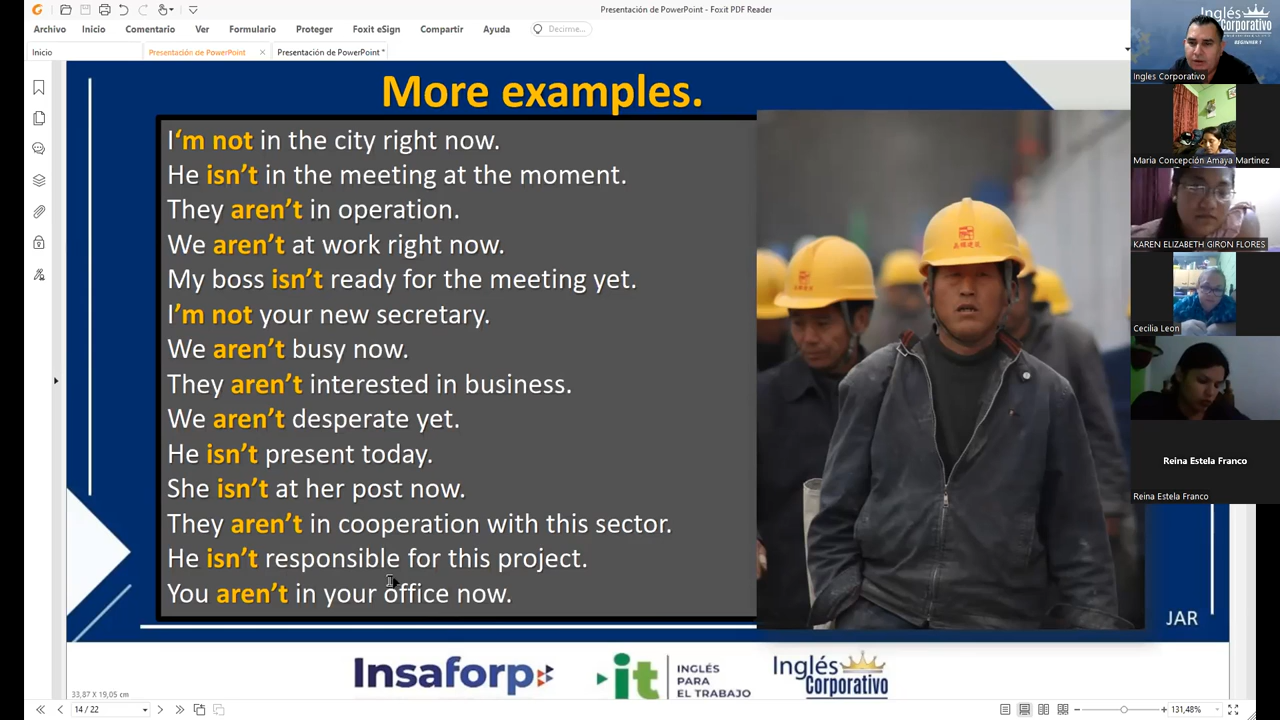 Presentación de PowerPoint - Foxit PDF Reader
Archivo Inicio Comentario Ver Formulario Proteger Foxit eSign Compartir Ayuda Decirme...
Inicio Presentación de PowerPoint Presentación de PowerPoint *
More examples.
I‘m not in the city right now.
He isn’t in the meeting at the moment.
They aren’t in operation.
We aren’t at work right now.
My boss isn’t ready for the meeting yet.
I’m not your new secretary.
We aren’t busy now.
They aren’t interested in business.
We aren’t desperate yet.
He isn’t present today.
She isn’t at her post now.
They aren’t in cooperation with this sector.
He isn’t responsible for this project.
You aren’t in your office now.
JAR
Insaforp
it INGLÉS
PARA
EL TRABAJO
Inglés
Corporativo
33,87 X 19,05 cm
14 / 22
131,48%
Inglés
Corporativo
BEGINNER 1
Ingles Corporativo
Maria Concepción Amaya Martinez
KAREN ELIZABETH GIRON FLORES
Cecilia Leon
Reina Estela Franco
Reina Estela Franco